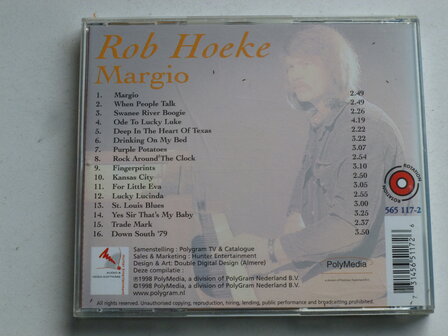 Rob Hoeke
Margio
1. Margio 2.49
2. When People Talk 2.49
3. Swanee River Boogie 2.26
4. Ode To Lucky Luke 4.19
5. Deep In The Heart Of Texas 2.22
6. Drinking On My Bed 3.22
7. Purple Potatoes 3.07
8. Rock Around The Clock 2.54
9. Fingerprints 3.10
10. Kansas City 2.50
11. For Little Eva 3.05
12. Lucky Lucinda 2.55
13. St. Louis Blues 3.00
14. Yes Sir That's My Baby 3.25
15. Trade Mark 2.37
16. Down South '79 3.50
ROTATION
ROTATION
565 117-2
Samenstelling : Polygram TV & Catalogue
Sales & Marketing : Hunter Entertainment
Design & Art: Double Digital Design (Almere)
Deze compilatie :
℗1998 PolyMedia, a division of PolyGram Nederland B.V.
©1998 PolyMedia, a division of PolyGram Nederland B.V.
www.polygram.nl
PolyMedia
7 31456 51172 6
All rights reserved. Unauthorised copying, reproduction, hiring, lending, public performance and broadcasting prohibited.